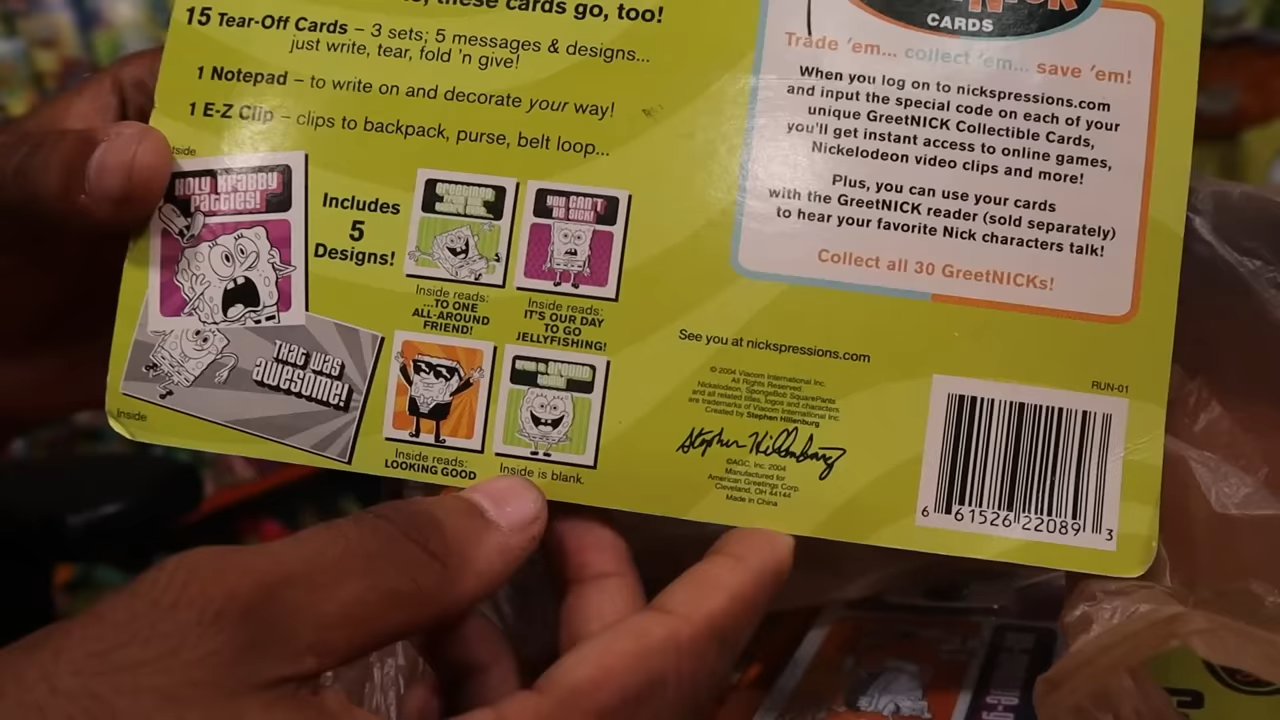 these cards go, too!
15 Tear-Off Cards – 3 sets; 5 messages & designs...
just write, tear, fold 'n give!
1 Notepad – to write on and decorate your way!
1 E-Z Clip – clips to backpack, purse, belt loop...
HOLY KRABBY
PATTIES!
Includes
5
Designs!
THAT WAS
AWESOME!
Inside
GREETINGS
Inside reads:
...TO ONE
ALL-AROUND
FRIEND!
YOU CAN'T
BE SICK!
Inside reads:
IT'S OUR DAY
TO GO
JELLYFISHING!
Inside reads:
LOOKING GOOD
AROUND
Inside is blank.
CARDS
Trade 'em... collect 'em... save 'em!
When you log on to nickspressions.com
and input the special code on each of your
unique GreetNICK Collectible Cards,
you'll get instant access to online games,
Nickelodeon video clips and more!
Plus, you can use your cards
with the GreetNICK reader (sold separately)
to hear your favorite Nick characters talk!
Collect all 30 GreetNICKs!
See you at nickspressions.com
© 2004 Viacom International Inc.
All Rights Reserved.
Nickelodeon, SpongeBob SquarePants
and all related titles, logos and characters
are trademarks of Viacom International Inc.
Created by Stephen Hillenburg
Stephen Hillenburg
©AGC, Inc. 2004
Manufactured for
American Greetings Corp.
Cleveland, OH 44144
Made in China
RUN-01
6 61526 22089 3